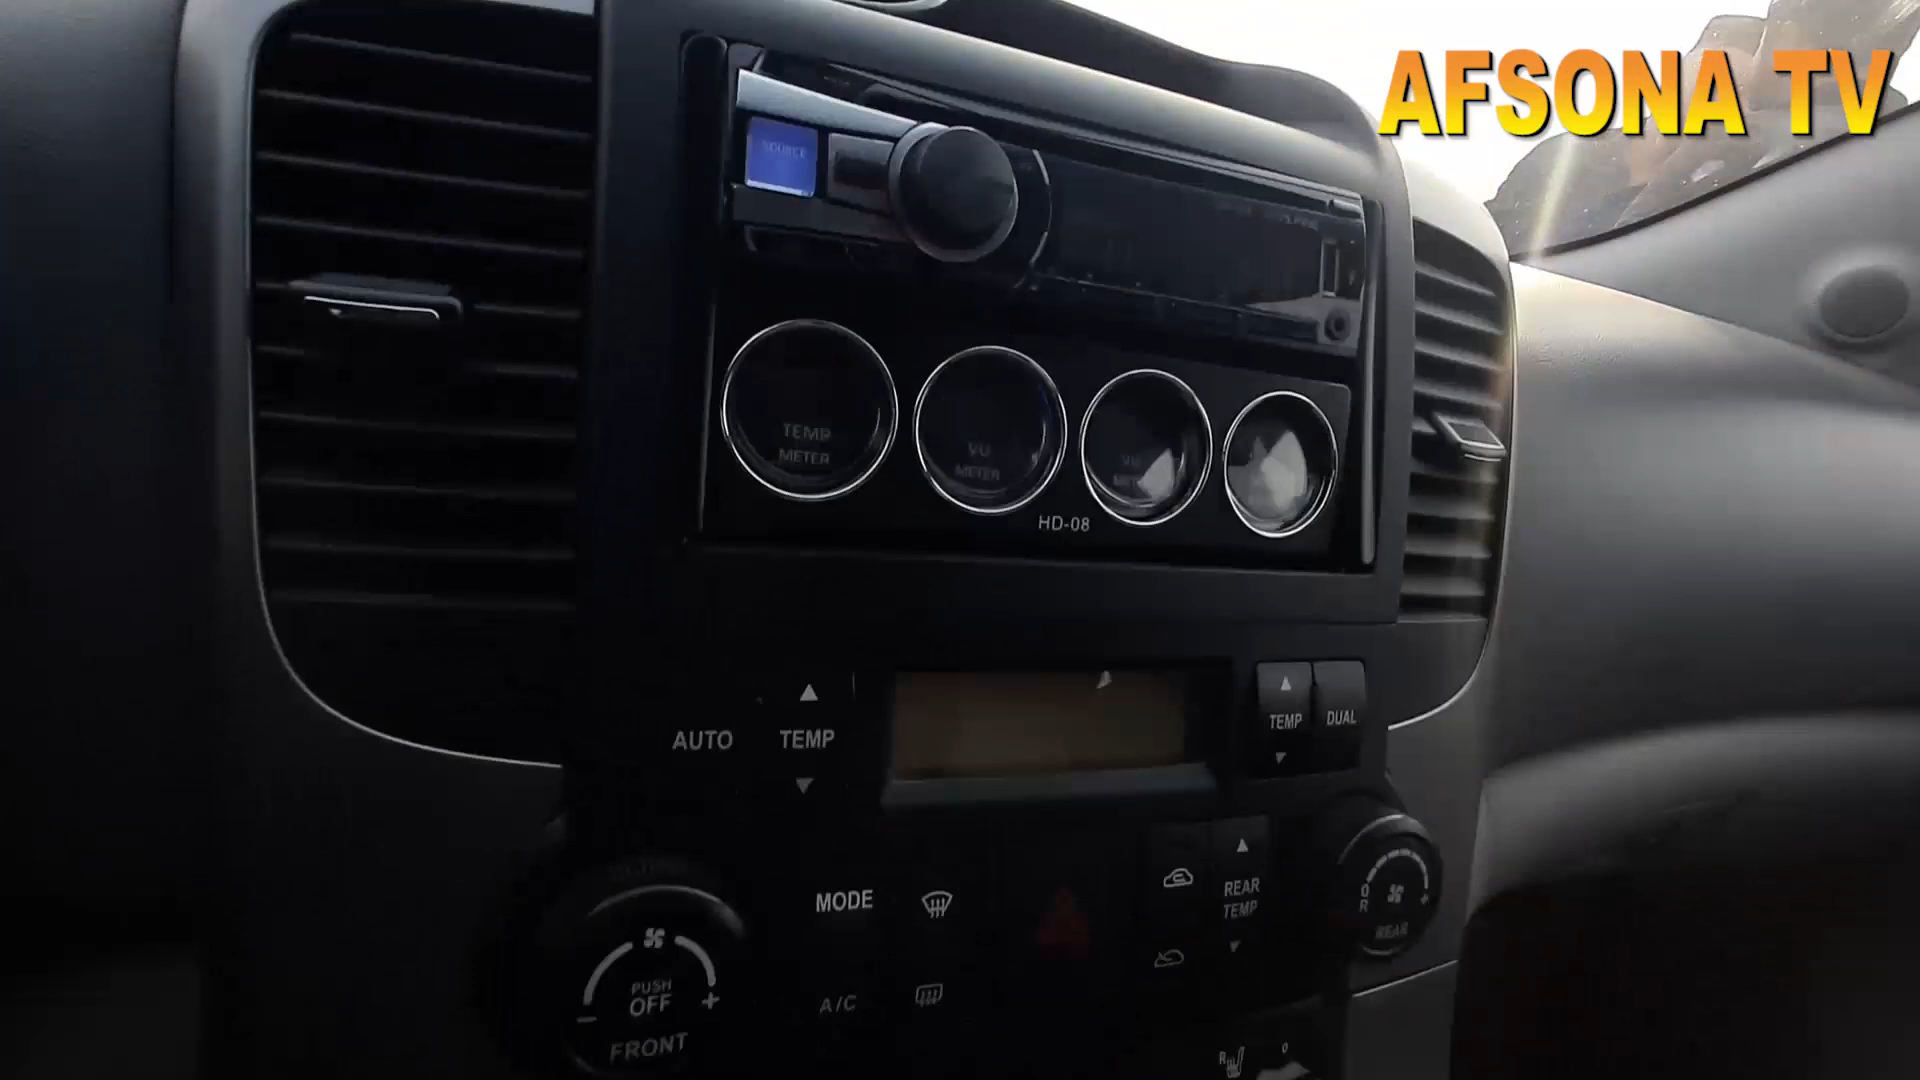 AFSONA TV
SOURCE
TEMP
METER
VU
METER
VU
HD-08
AUTO
TEMP
TEMP
DUAL
MODE
REAR
TEMP
A/C
PUSH
OFF
FRONT
O
R
REAR
R
O